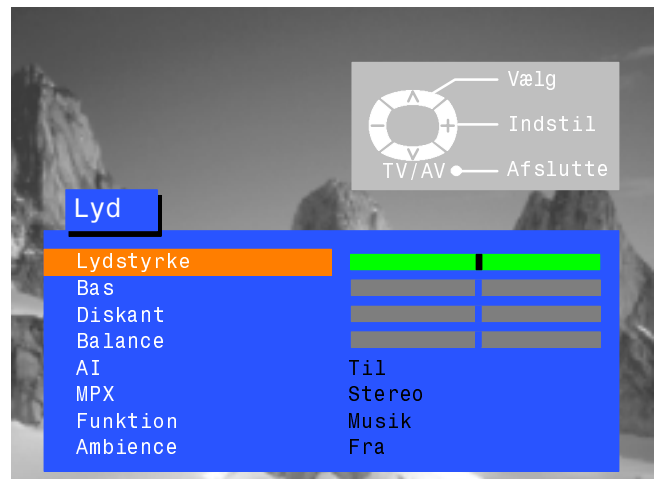 Vælg
Indstil
TV/AV Afslutte
Lyd
Lydstyrke
Bas
Diskant
Balance
AI Til
MPX Stereo
Funktion Musik
Ambience Fra